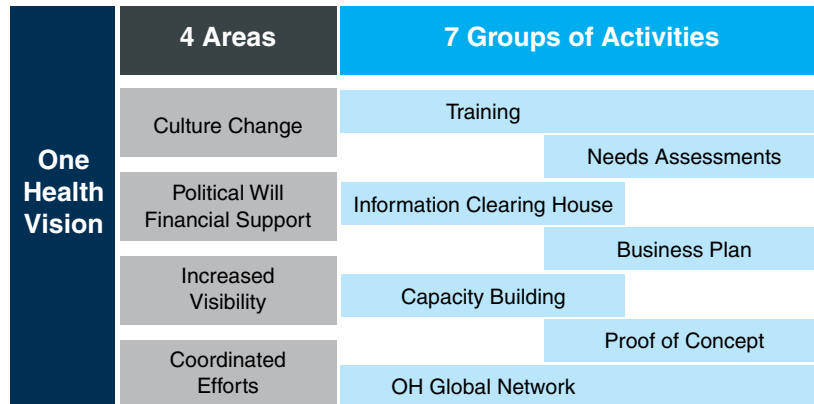 One
Health
Vision
4 Areas
Culture Change
Political Will
Financial Support
Increased
Visibility
Coordinated
Efforts
7 Groups of Activities
Training
Needs Assessments
Information Clearing House
Business Plan
Capacity Building
Proof of Concept
OH Global Network